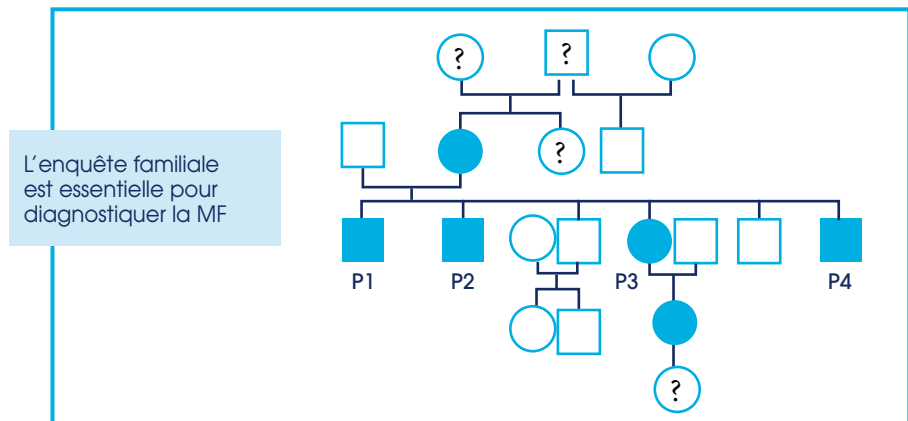 ?
?
L'enquête familiale
est essentielle pour
diagnostiquer la MF
?
P1
P2
P3
P4
?